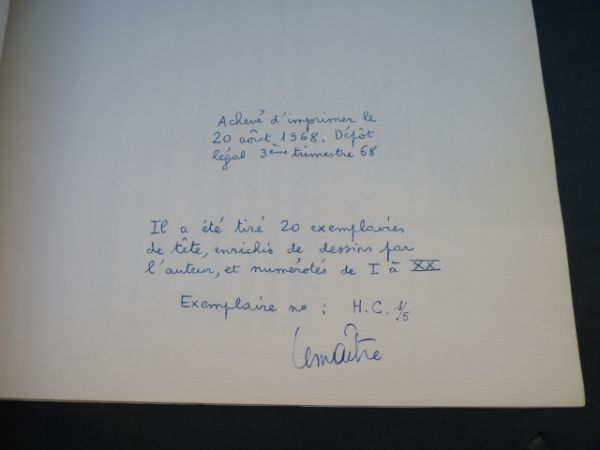 Achevé d'imprimer le
20 août 1968. Dépôt
légal 3ème trimestre 68
Il a été tiré 20 exemplaires
de tête, enrichis de dessins par
l'auteur, et numérotés de I à XX
Exemplaire no : H.C. 1/5
Lemaître